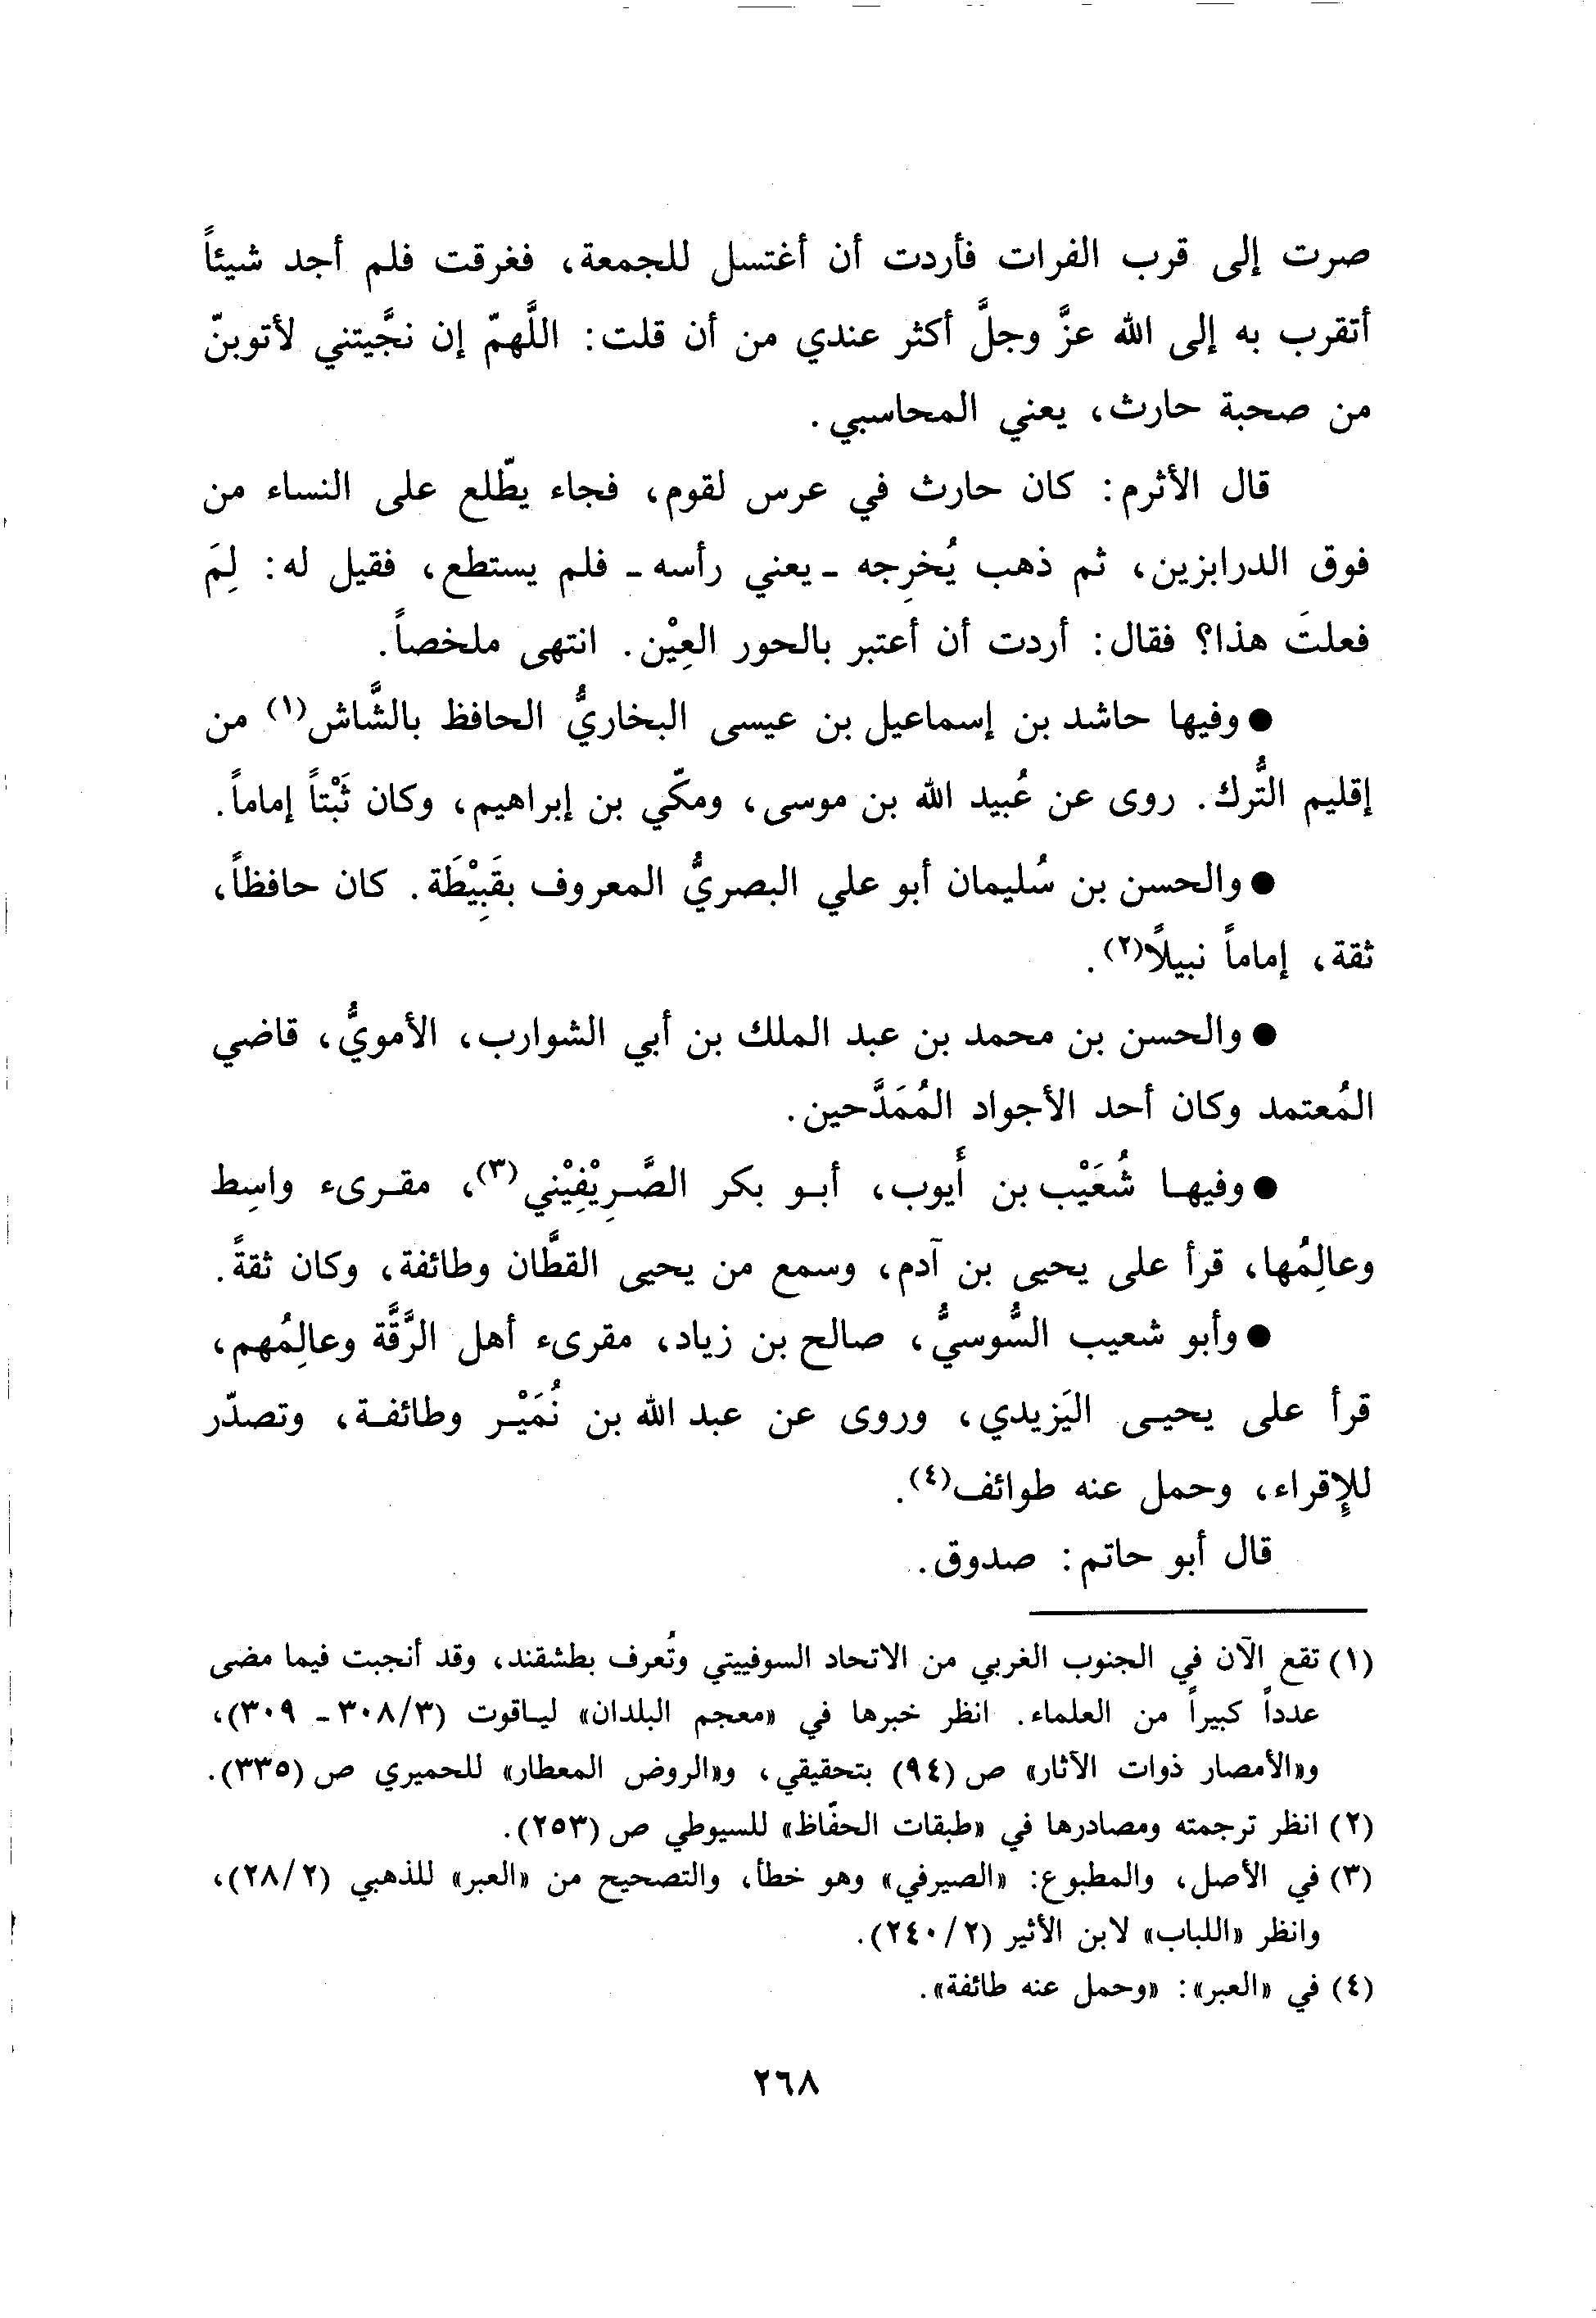 صرت إلى قرب الفرات فأردت أن أغتسل للجمعة، فغرقت فلم أجد شيئاً
أتقرب به إلى الله عزَّ وجلَّ أكثر عندي من أن قلت: اللَّهمّ إن نجَّيتني لأتوبنّ
من صحبة حارث، يعني المحاسبي.
قال الأثرم: كان حارث في عرس لقوم، فجاء يطّلع على النساء من
فوق الدرابزين، ثم ذهب يُخرِجه ـ يعني رأسه ـ فلم يستطع، فقيل له: لِمَ
فعلتَ هذا؟ فقال: أردت أن أعتبر بالحور العِيْن. انتهى ملخصاً.
● وفيها حاشد بن إسماعيل بن عيسى البخاريُّ الحافظ بالشَّاش(١) من
إقليم التُّرك. روى عن عُبيد الله بن موسى، ومكّي بن إبراهيم، وكان ثَبْتاً إماماً.
● والحسن بن سُليمان أبو علي البصريُّ المعروف بقَبِيْطَة. كان حافظاً،
ثقة، إماماً نبيلًا(٢).
● والحسن بن محمد بن عبد الملك بن أبي الشوارب، الأمويُّ، قاضي
المُعتمد وكان أحد الأجواد المُمَدَّحين.
● وفيها شُعَيْب بن أيوب، أبو بكر الصَّرِيْفِيْني(٣)، مقرىء واسِط
وعالِمُها، قرأ على يحيى بن آدم، وسمع من يحيى القطَّان وطائفة، وكان ثقةً.
● وأبو شعيب السُّوسيُّ، صالح بن زياد، مقرىء أهل الرَّقَّة وعالِمُهم،
قرأ على يحيى اليَزيدي، وروى عن عبد الله بن نُمَيْر وطائفة، وتصدّر
للإقراء، وحمل عنه طوائف(٤).
قال أبو حاتم: صدوق.
(١) تقع الآن في الجنوب الغربي من الاتحاد السوفييتي وتُعرف بطشقند، وقد أنجبت فيما مضى
عدداً كبيراً من العلماء. انظر خبرها في «معجم البلدان» لياقوت (٣/٣٠٨ ـ ٣٠٩)،
و«الأمصار ذوات الآثار» ص (٩٤) بتحقيقي، و«الروض المعطار» للحميري ص (٣٣٥).
(٢) انظر ترجمته ومصادرها في «طبقات الحفّاظ» للسيوطي ص (٢٥٣).
(٣) في الأصل، والمطبوع: «الصيرفي» وهو خطأ، والتصحيح من «العبر» للذهبي (٢/٢٨)،
وانظر «اللباب» لابن الأثير (٢/٢٤٠).
(٤) في «العبر»: «وحمل عنه طائفة».
٢٦٨